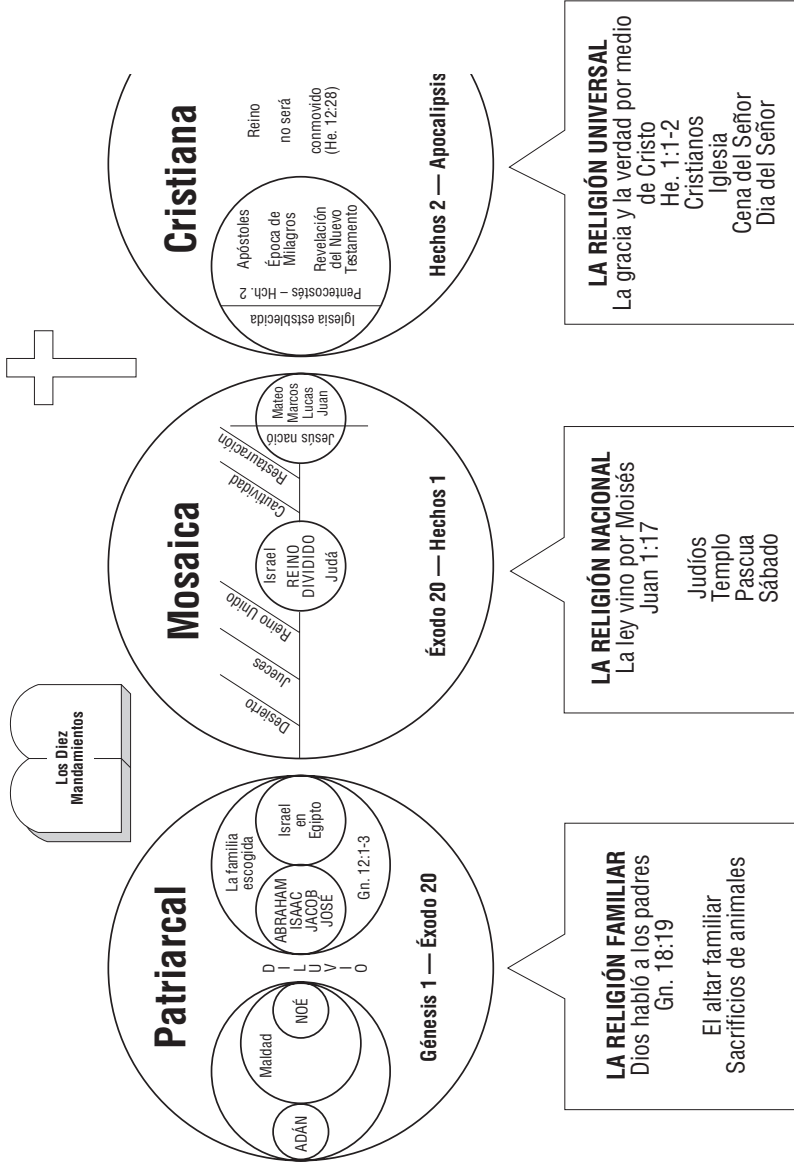 Los Diez
Mandamientos
Patriarcal
ADÁN
Maldad
NOÉ
D
I
L
U
V
I
O
La familia
escogida
ABRAHAM
ISAAC
JACOB
JOSÉ
Israel
en
Egipto
Gn. 12:1-3
Génesis 1 — Éxodo 20
LA RELIGIÓN FAMILIAR
Dios habló a los padres
Gn. 18:19
El altar familiar
Sacrificios de animales
Mosaica
Desierto
Jueces
Reino Unido
Israel
REINO
DIVIDIDO
Judá
Cautividad
Restauración
Jesús nació
Mateo
Marcos
Lucas
Juan
Éxodo 20 — Hechos 1
LA RELIGIÓN NACIONAL
La ley vino por Moisés
Juan 1:17
Judíos
Templo
Pascua
Sábado
Cristiana
Iglesia estsblecida
Pentecostés – Hch. 2
Apóstoles
Época de
Milagros
Revelación
del Nuevo
Testamento
Reino
no será
conmovido
(He. 12:28)
Hechos 2 — Apocalipsis
LA RELIGIÓN UNIVERSAL
La gracia y la verdad por medio
de Cristo
He. 1:1-2
Cristianos
Iglesia
Cena del Señor
Dia del Señor